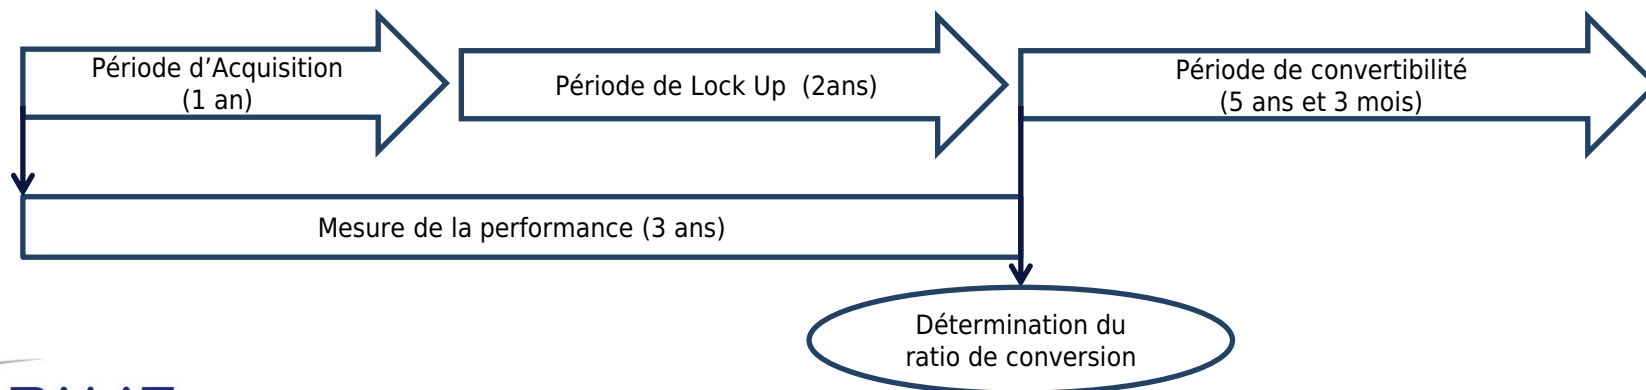 Période d’Acquisition
(1 an)
Période de Lock Up (2ans)
Période de convertibilité
(5 ans et 3 mois)
Mesure de la performance (3 ans)
Détermination du
ratio de conversion